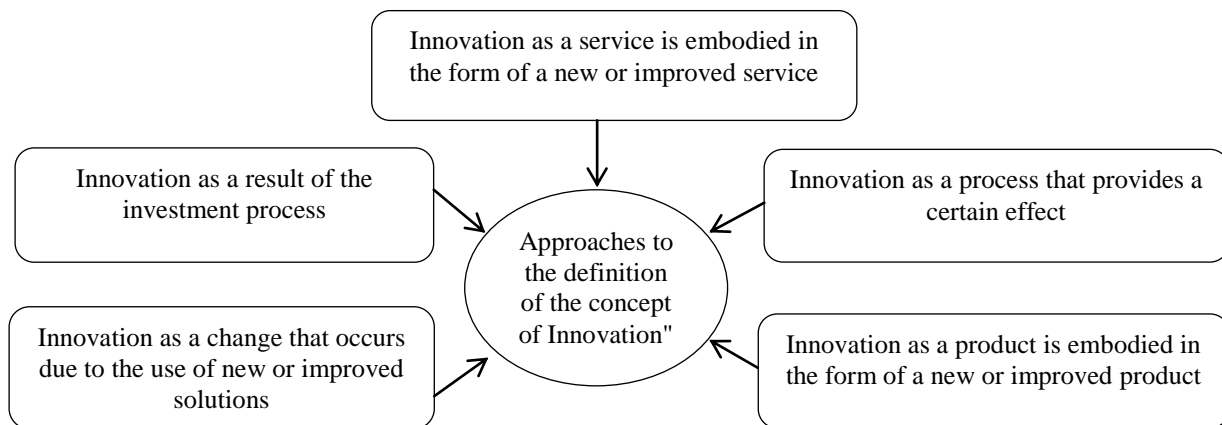 Innovation as a service is embodied in
the form of a new or improved service
Innovation as a result of the
investment process
Innovation as a process that provides a
certain effect
Approaches to
the definition
of the concept
of Innovation"
Innovation as a change that occurs
due to the use of new or improved
solutions
Innovation as a product is embodied in
the form of a new or improved product